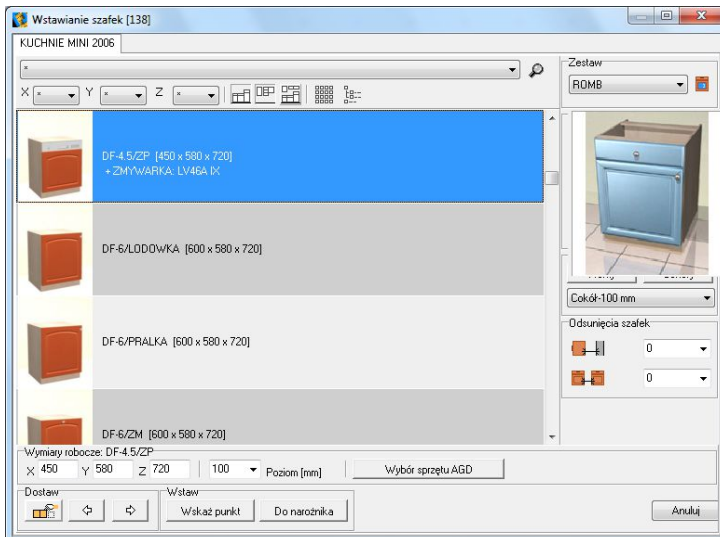 Wstawianie szafek [138]
KUCHNIE MINI 2006
*
Zestaw
X * Y * Z *
ROMB
DF-4.5/ZP [450 x 580 x 720]
+ ZMYWARKA: LV46A IX
DF-6/LODOWKA [600 x 580 x 720]
Cokół-100 mm
Odsunięcia szafek
DF-6/PRALKA [600 x 580 x 720]
0
0
DF-6/ZM [600 x 580 x 720]
Wymiary robocze: DF-4.5/ZP
X 450 Y 580 Z 720 100 Poziom [mm] Wybór sprzętu AGD
Dostaw Wstaw
Wskaż punkt Do narożnika Anuluj